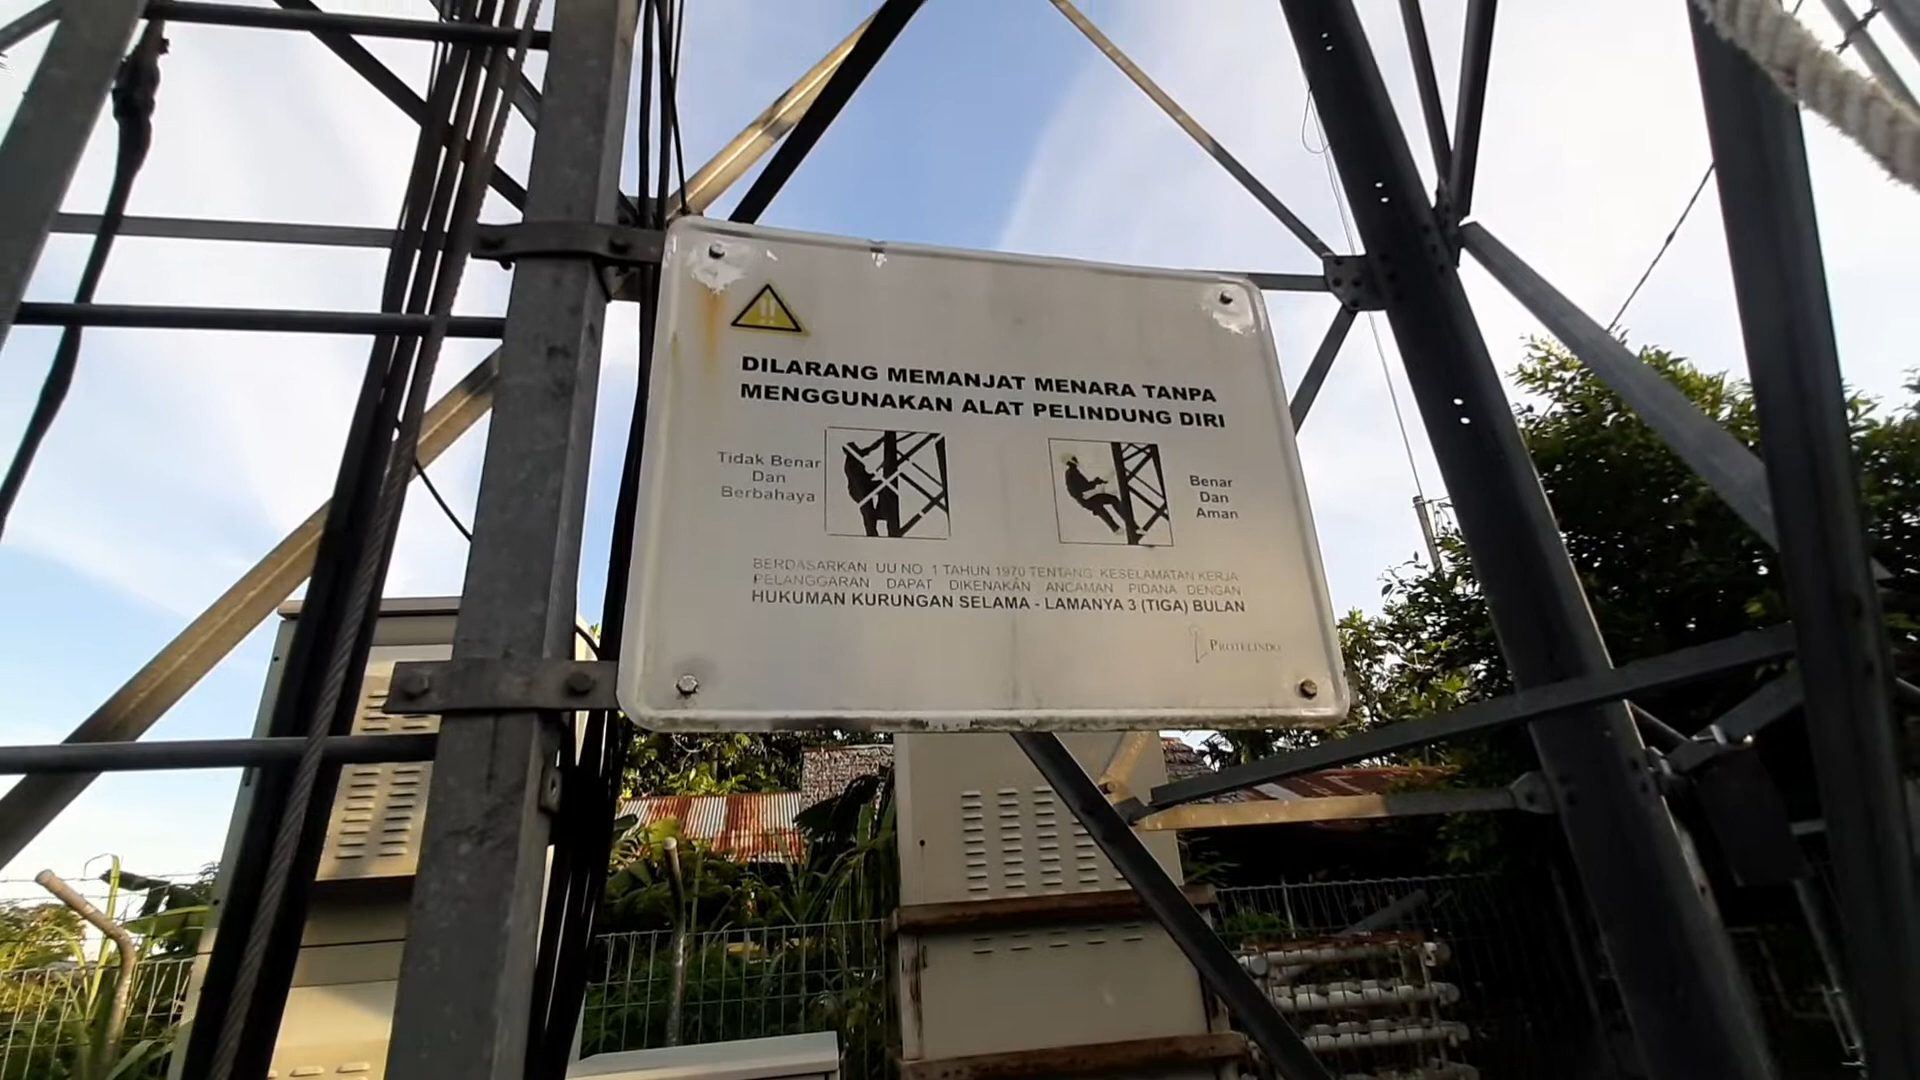 DILARANG MEMANJAT MENARA TANPA
MENGGUNAKAN ALAT PELINDUNG DIRI
Tidak Benar
Dan
Berbahaya
Benar
Dan
Aman
BERDASARKAN UU NO 1 TAHUN 1970 TENTANG KESELAMATAN KERJA
PELANGGARAN DAPAT DIKENAKAN ANCAMAN PIDANA DENGAN
HUKUMAN KURUNGAN SELAMA - LAMANYA 3 (TIGA) BULAN
PROTELINDO